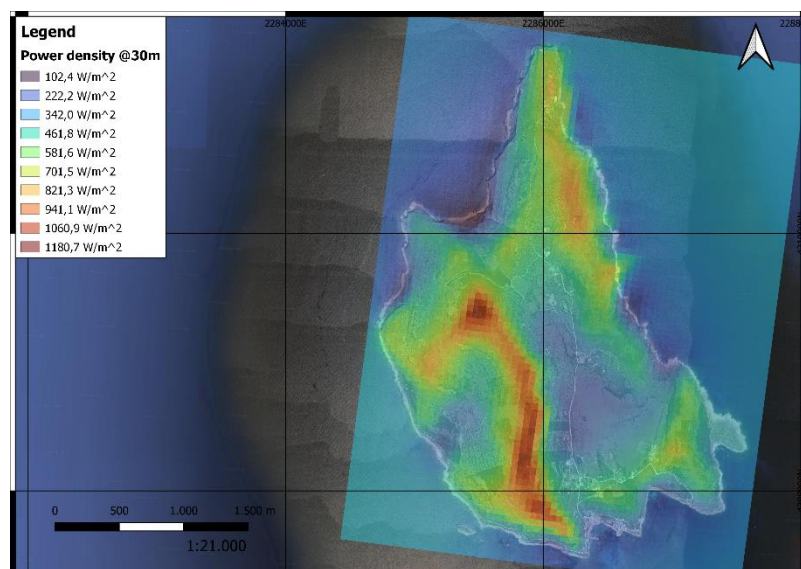 2284000E 2286000E 2288
Legend
Power density @30m
102,4 W/m^2
222,2 W/m^2
342,0 W/m^2
461,8 W/m^2
581,6 W/m^2
701,5 W/m^2
821,3 W/m^2
941,1 W/m^2
1060,9 W/m^2
1180,7 W/m^2
0 500 1.000 1.500 m
1:21.000